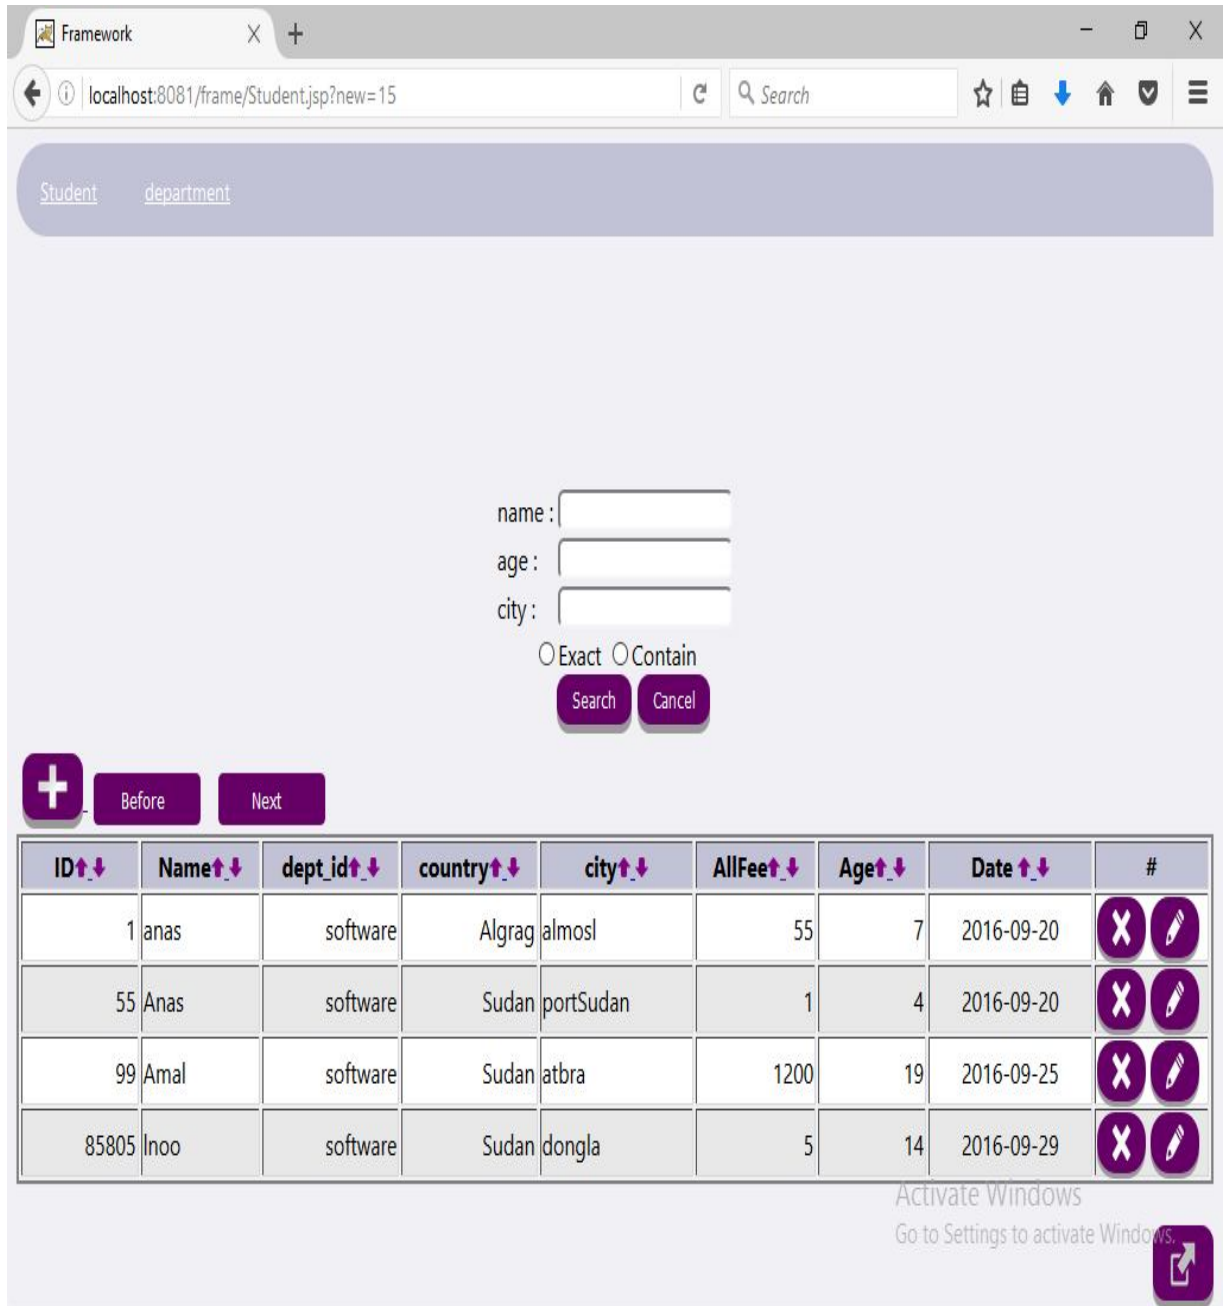 Framework
localhost:8081/frame/Student.jsp?new=15
Search
Student department
name :
age :
city :
Exact Contain
Search Cancel
Before Next
ID Name dept_id country city AllFee Age Date #
1 anas software Algrag almosl 55 7 2016-09-20
55 Anas software Sudan portSudan 1 4 2016-09-20
99 Amal software Sudan atbra 1200 19 2016-09-25
85805 lnoo software Sudan dongla 5 14 2016-09-29
Activate Windows
Go to Settings to activate Windows.